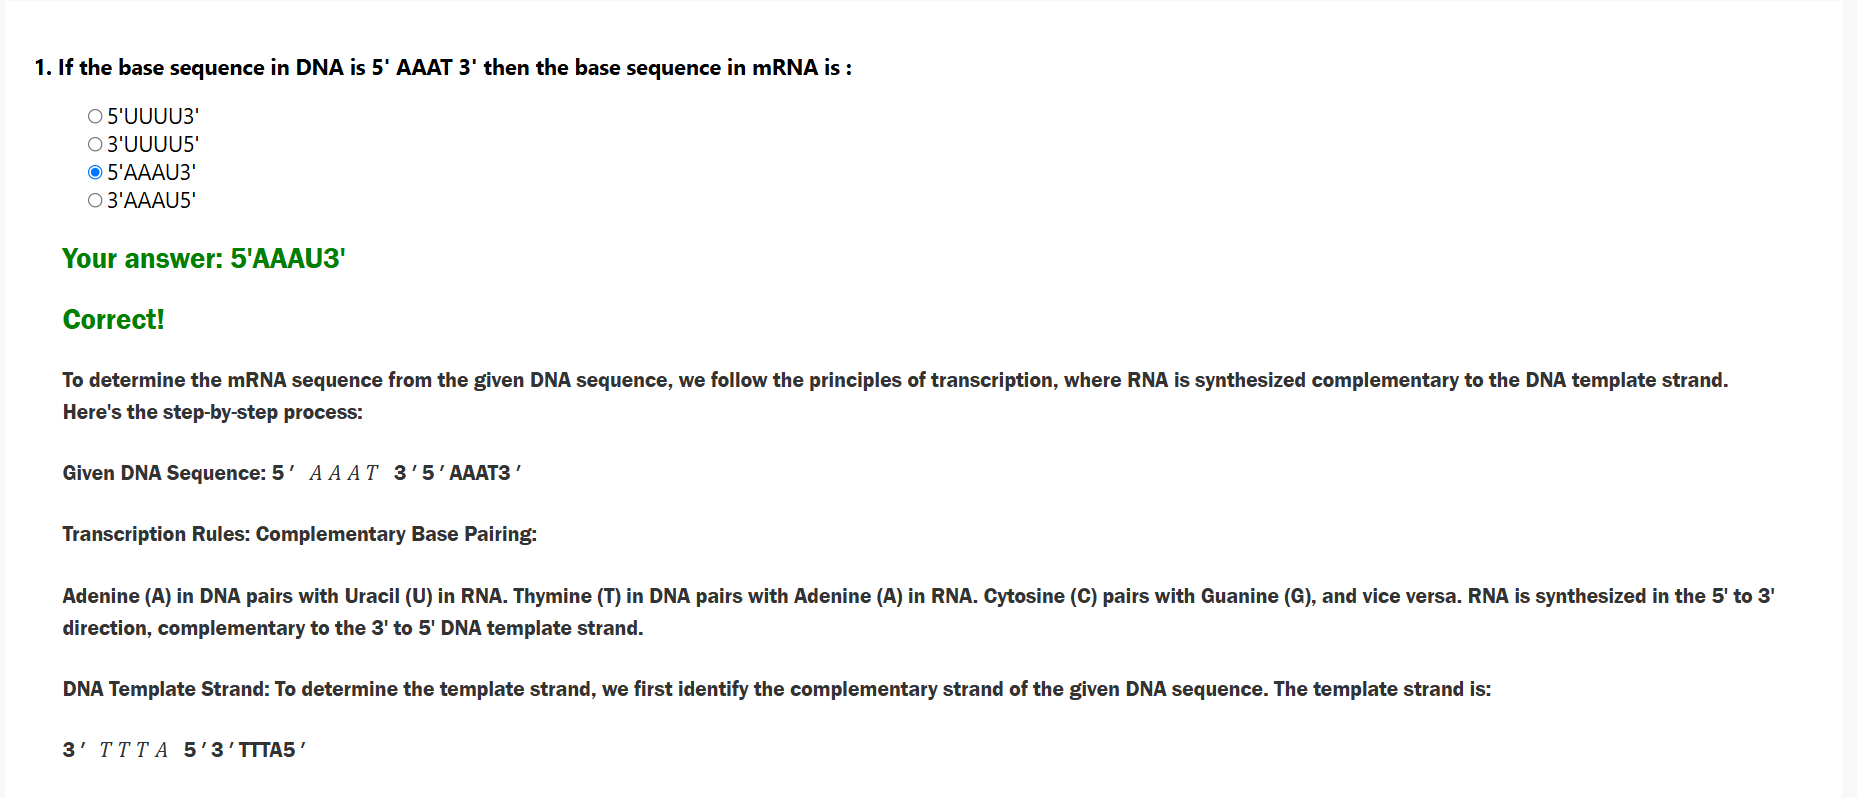 1. If the base sequence in DNA is 5' AAAT 3' then the base sequence in mRNA is :
5'UUUU3'
3'UUUU5'
5'AAAU3'
3'AAAU5'
Your answer: 5'AAAU3'
Correct!
To determine the mRNA sequence from the given DNA sequence, we follow the principles of transcription, where RNA is synthesized complementary to the DNA template strand.
Here's the step-by-step process:
Given DNA Sequence: 5′ AAAT 3′5′AAAT3′
Transcription Rules: Complementary Base Pairing:
Adenine (A) in DNA pairs with Uracil (U) in RNA. Thymine (T) in DNA pairs with Adenine (A) in RNA. Cytosine (C) pairs with Guanine (G), and vice versa. RNA is synthesized in the 5' to 3'
direction, complementary to the 3' to 5' DNA template strand.
DNA Template Strand: To determine the template strand, we first identify the complementary strand of the given DNA sequence. The template strand is:
3′ TTTA 5′3′TTTA5′